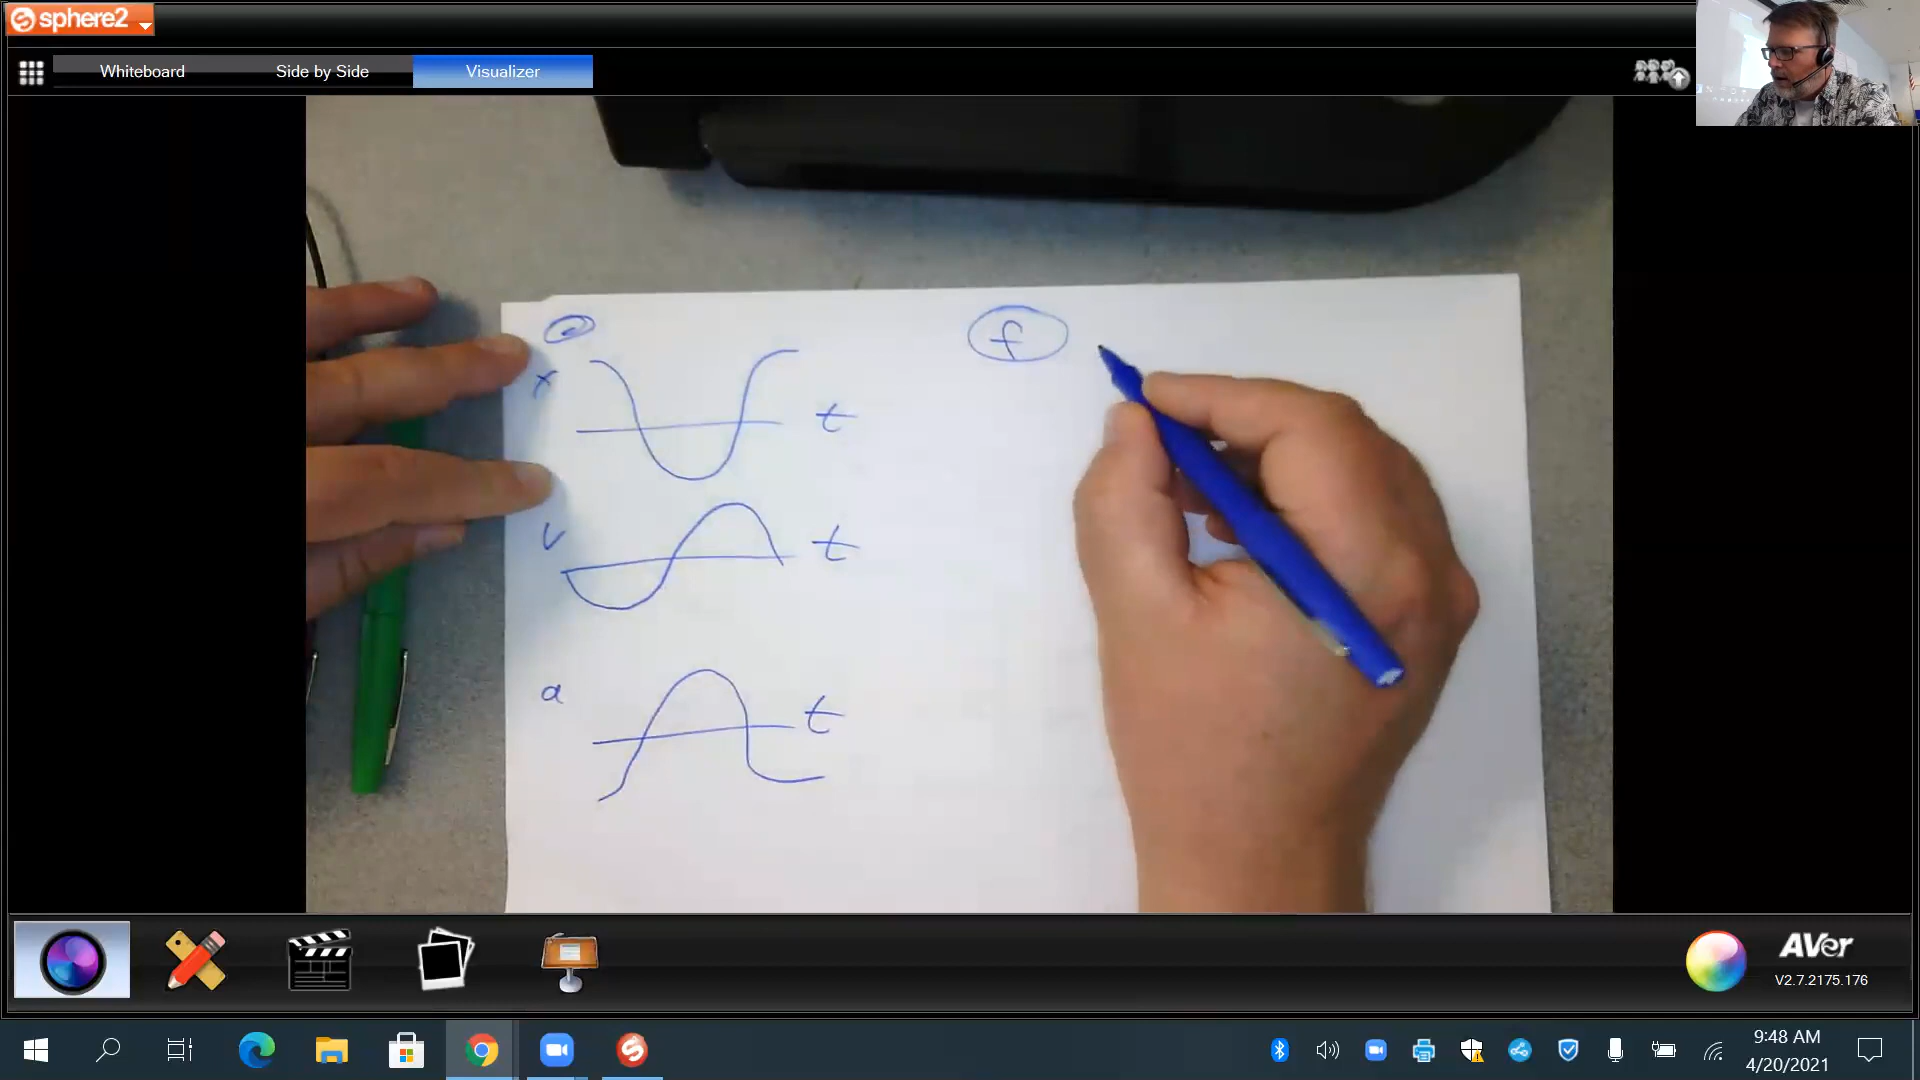 sphere2
Whiteboard
Side by Side
Visualizer
e
f
x
t
v
t
a
t
AVer
V2.7.2175.176
9:48 AM
4/20/2021